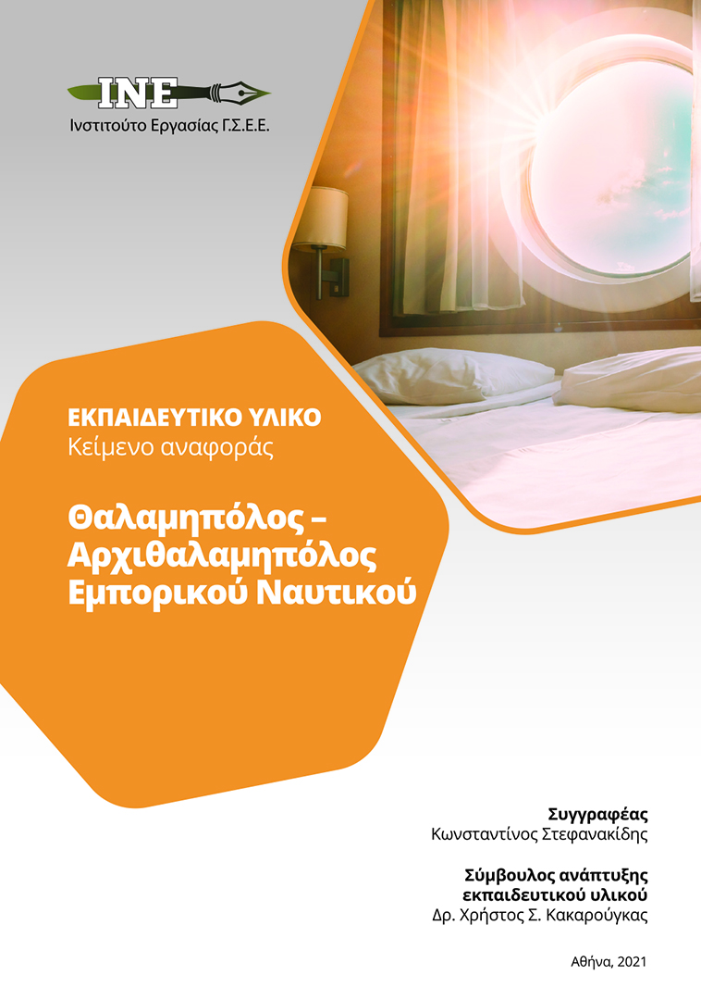 INE
Ινστιτούτο Εργασίας Γ.Σ.Ε.Ε.
ΕΚΠΑΙΔΕΥΤΙΚΟ ΥΛΙΚΟ
Κείμενο αναφοράς
Θαλαμηπόλος –
Αρχιθαλαμηπόλος
Εμπορικού Ναυτικού
Συγγραφέας
Κωνσταντίνος Στεφανακίδης
Σύμβουλος ανάπτυξης
εκπαιδευτικού υλικού
Δρ. Χρήστος Σ. Κακαρούγκας
Αθήνα, 2021